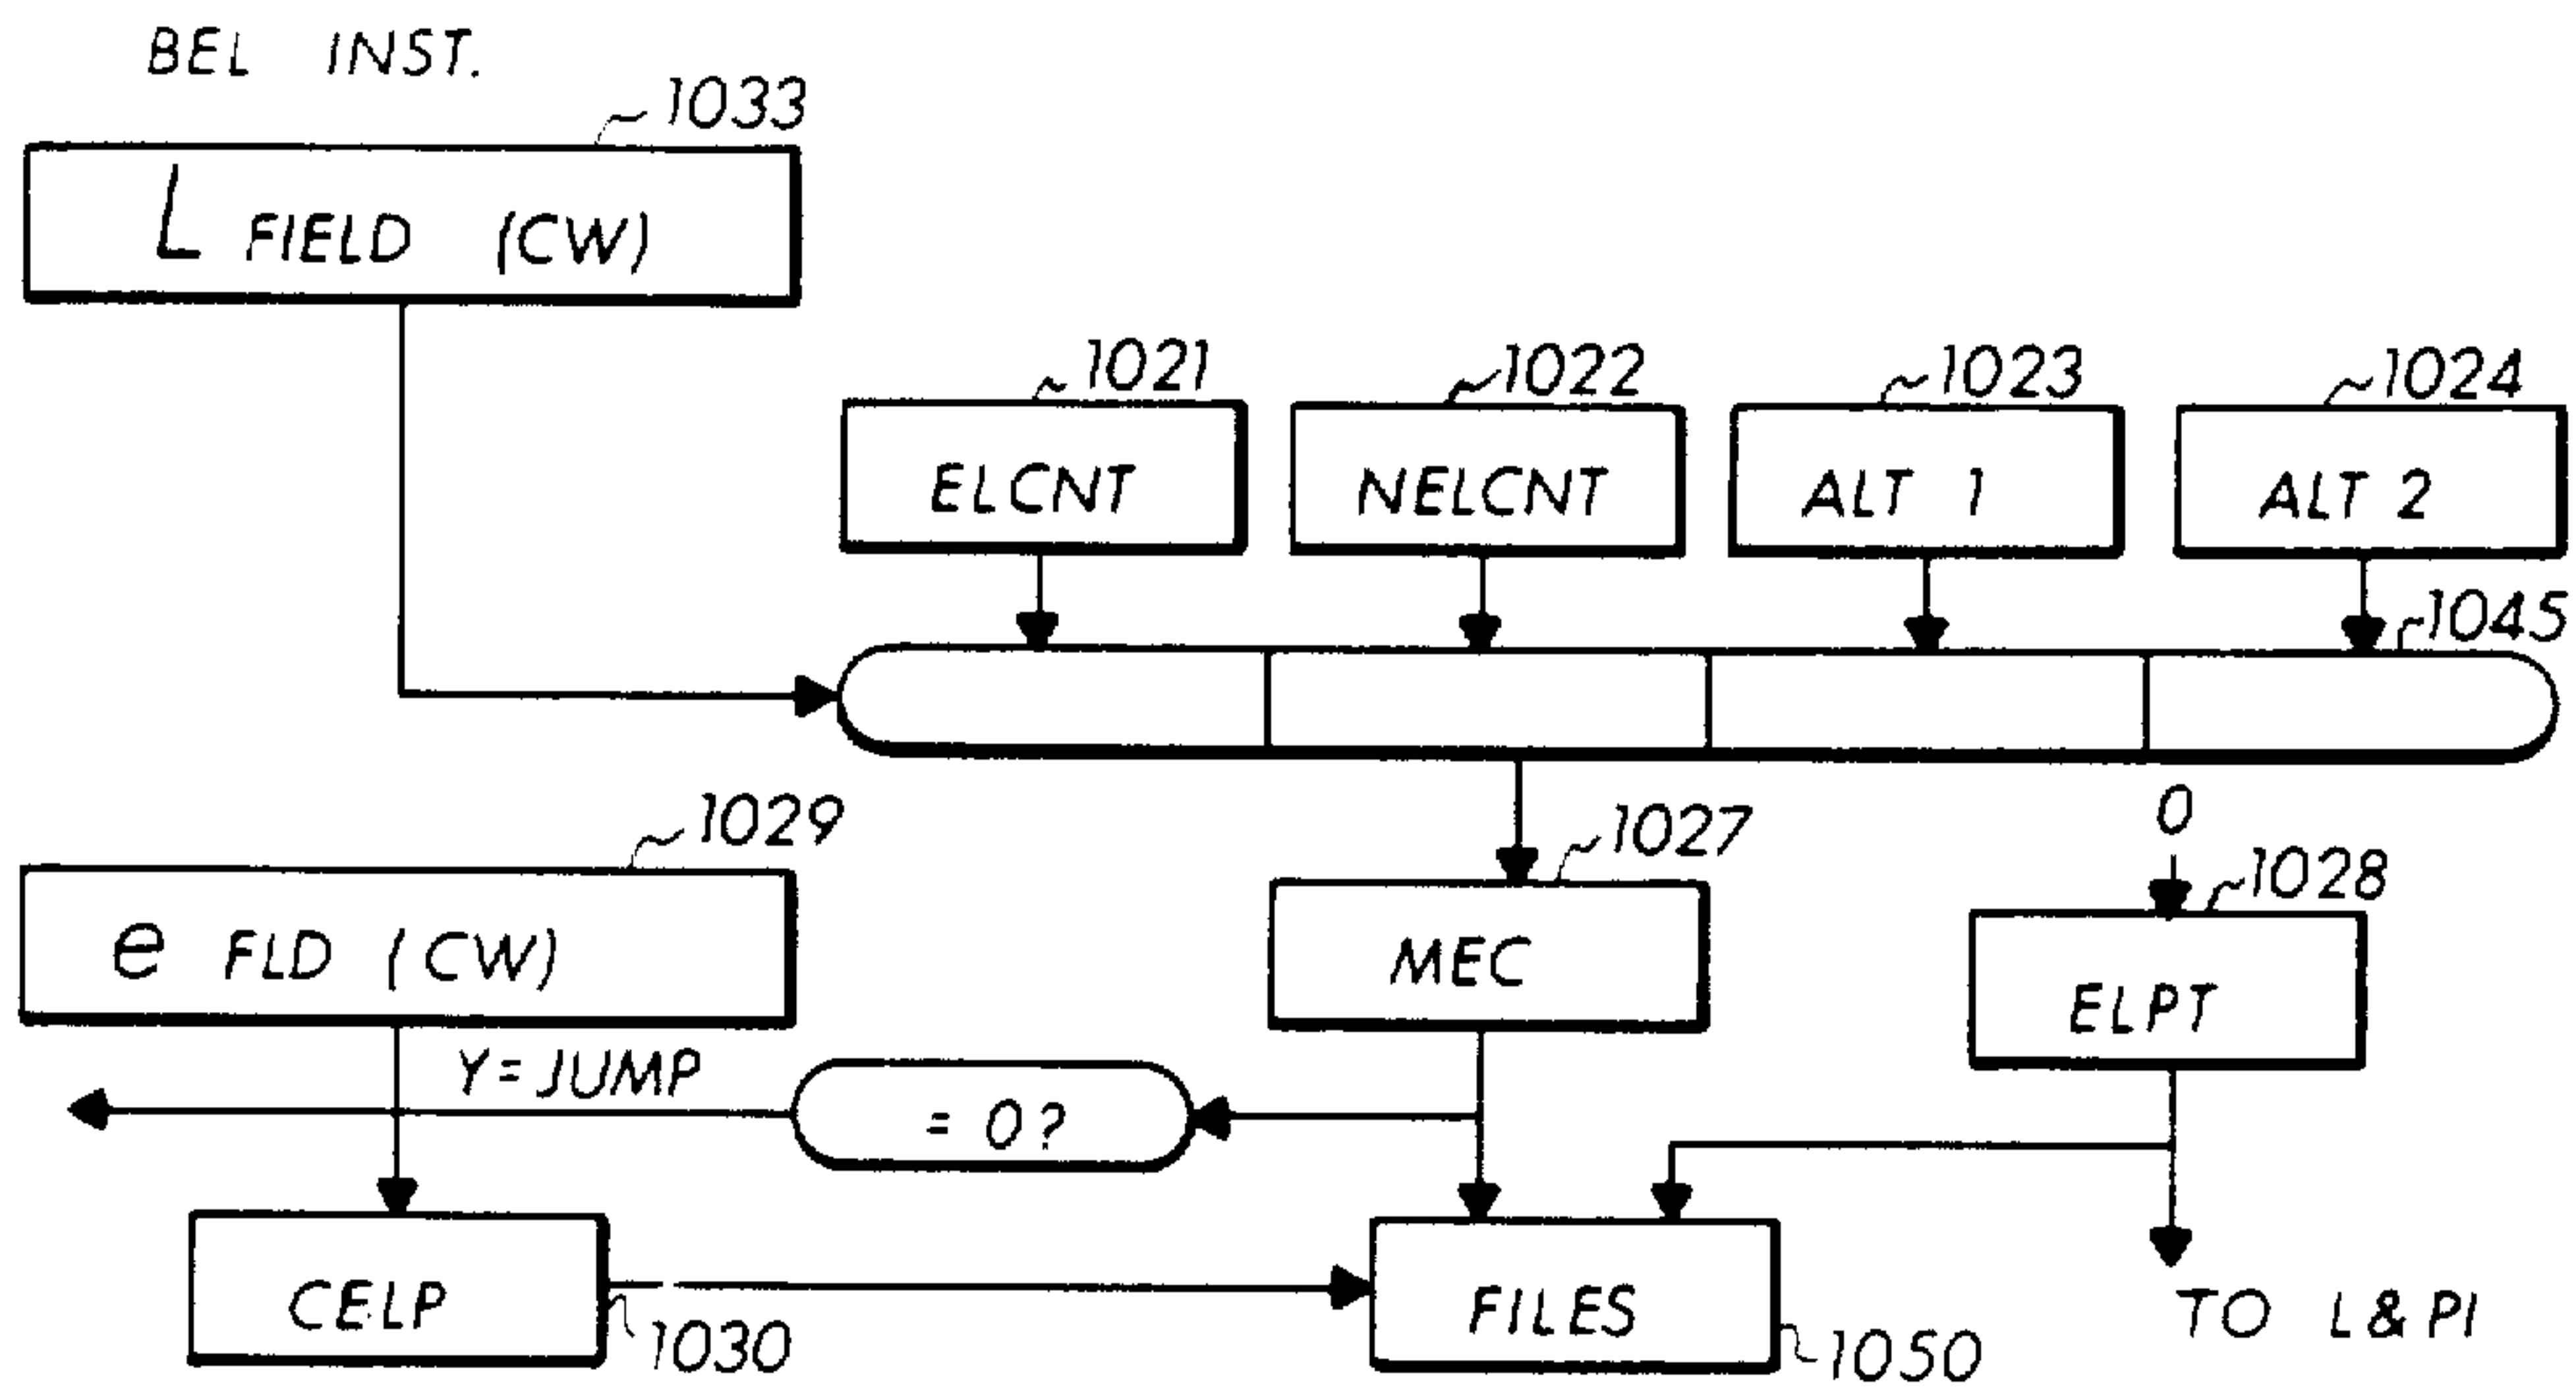 BEL INST.
1033
L FIELD (CW)
1021
1022
1023
1024
ELCNT
NELCNT
ALT 1
ALT 2
1045
0
1029
1027
1028
e FLD (CW)
MEC
ELPT
Y = JUMP
= 0?
CELP
FILES
TO L & PI
1030
1050